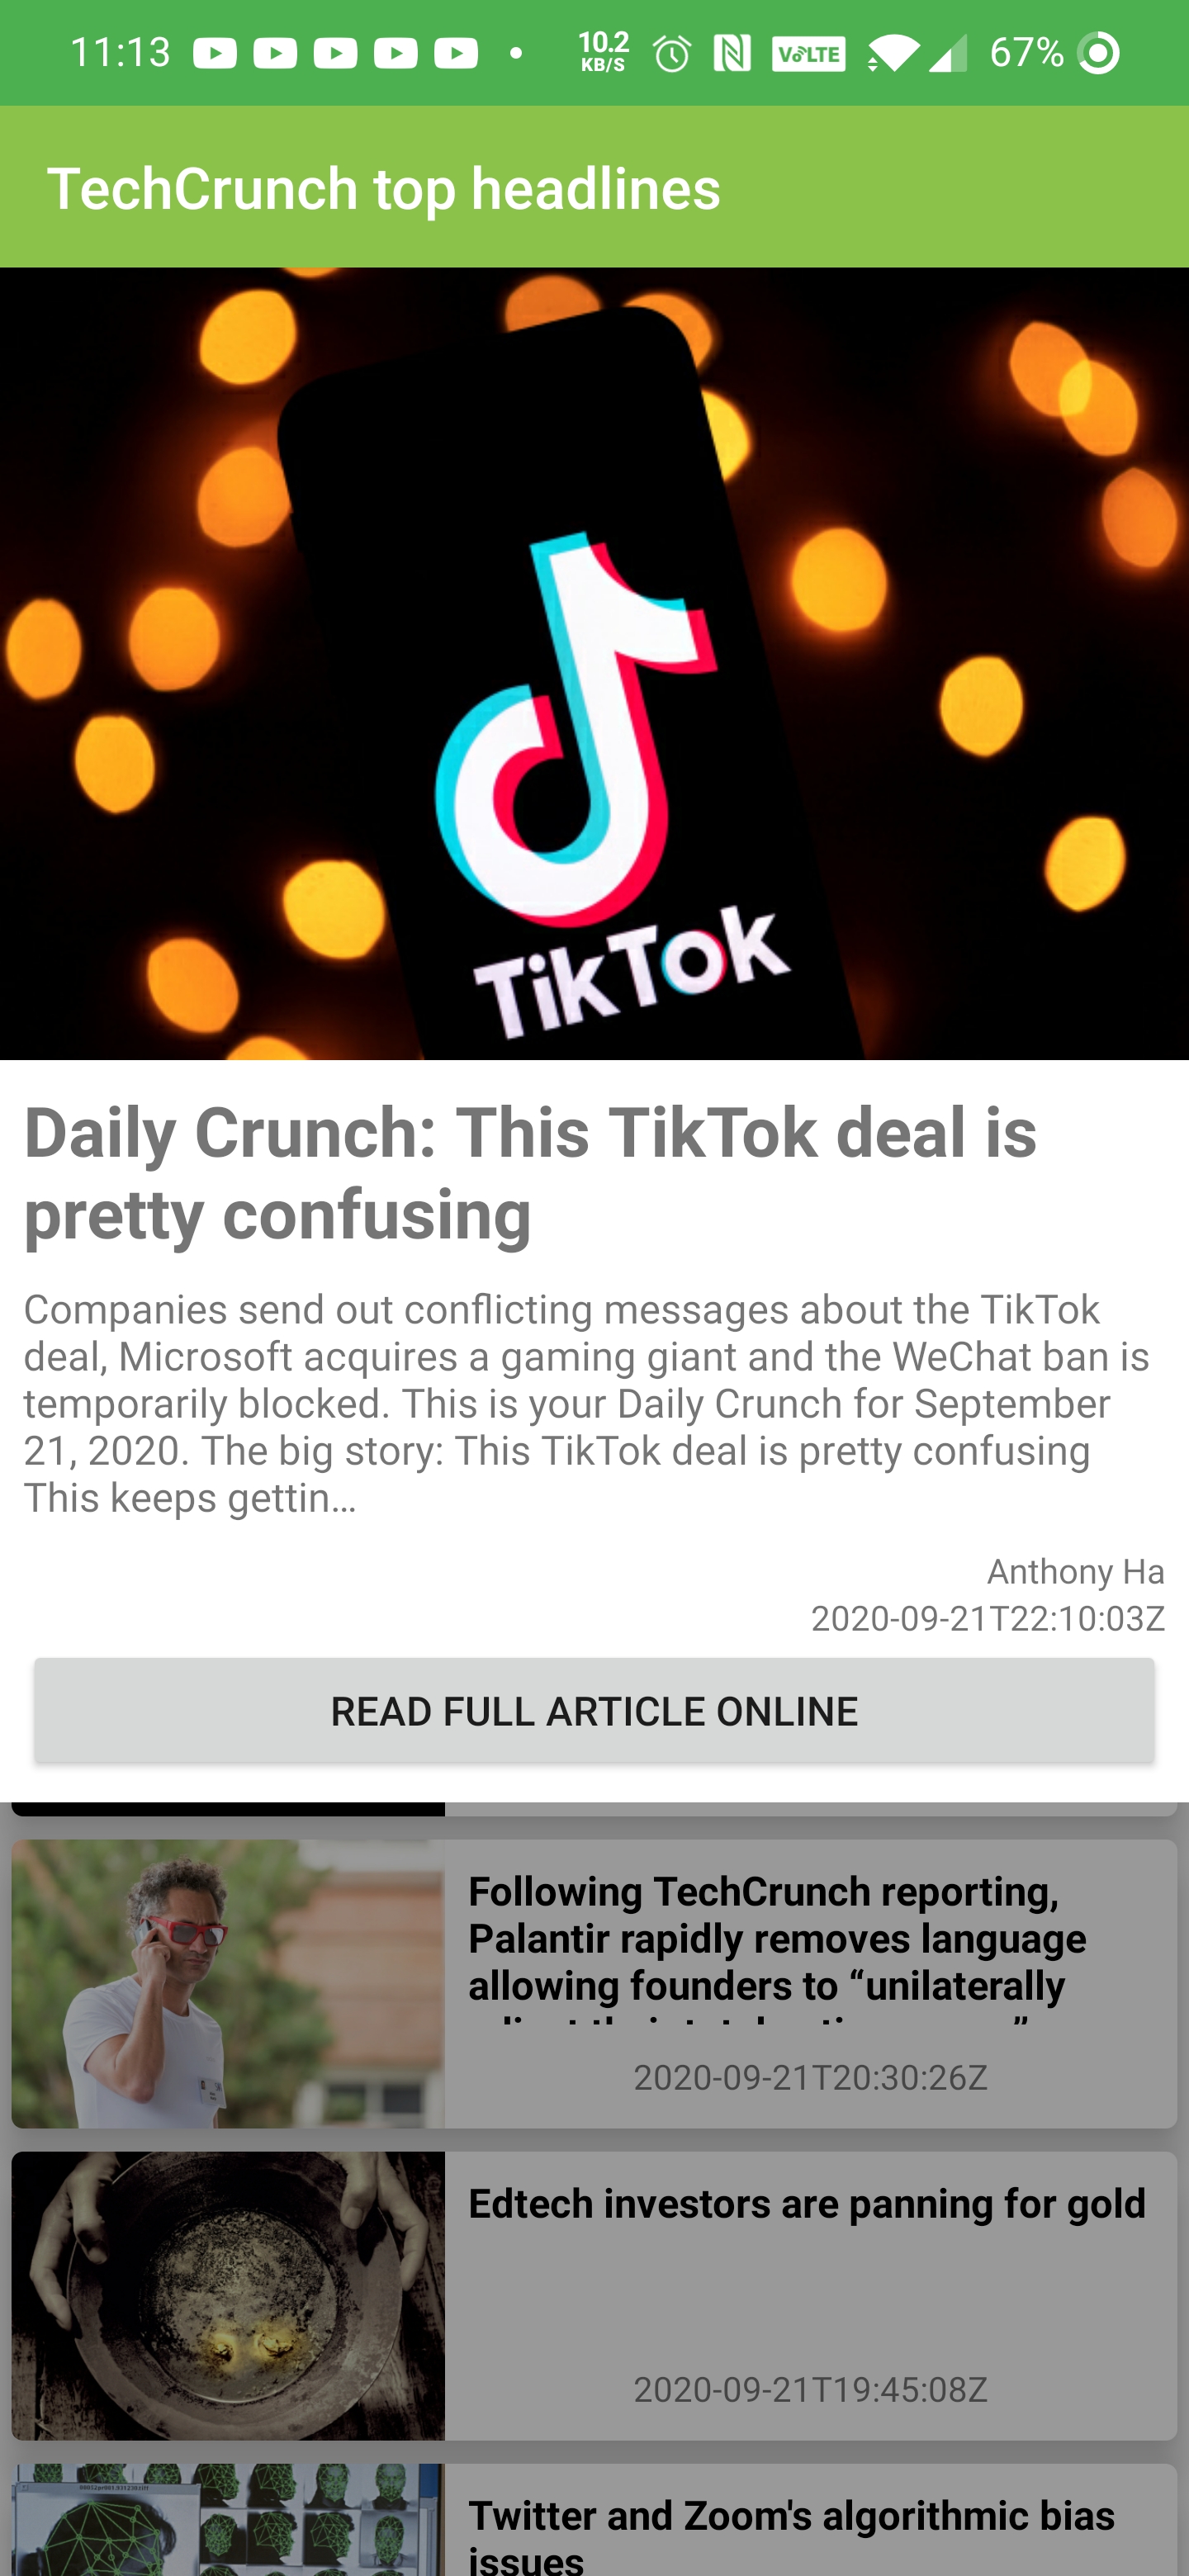 11:13
10.2
KB/S
VoLTE
67%
TechCrunch top headlines
TikTok
Daily Crunch: This TikTok deal is
pretty confusing
Companies send out conflicting messages about the TikTok
deal, Microsoft acquires a gaming giant and the WeChat ban is
temporarily blocked. This is your Daily Crunch for September
21, 2020. The big story: This TikTok deal is pretty confusing
This keeps gettin…
Anthony Ha
2020-09-21T22:10:03Z
READ FULL ARTICLE ONLINE
Following TechCrunch reporting,
Palantir rapidly removes language
allowing founders to “unilaterally
2020-09-21T20:30:26Z
Edtech investors are panning for gold
2020-09-21T19:45:08Z
Twitter and Zoom's algorithmic bias
issues